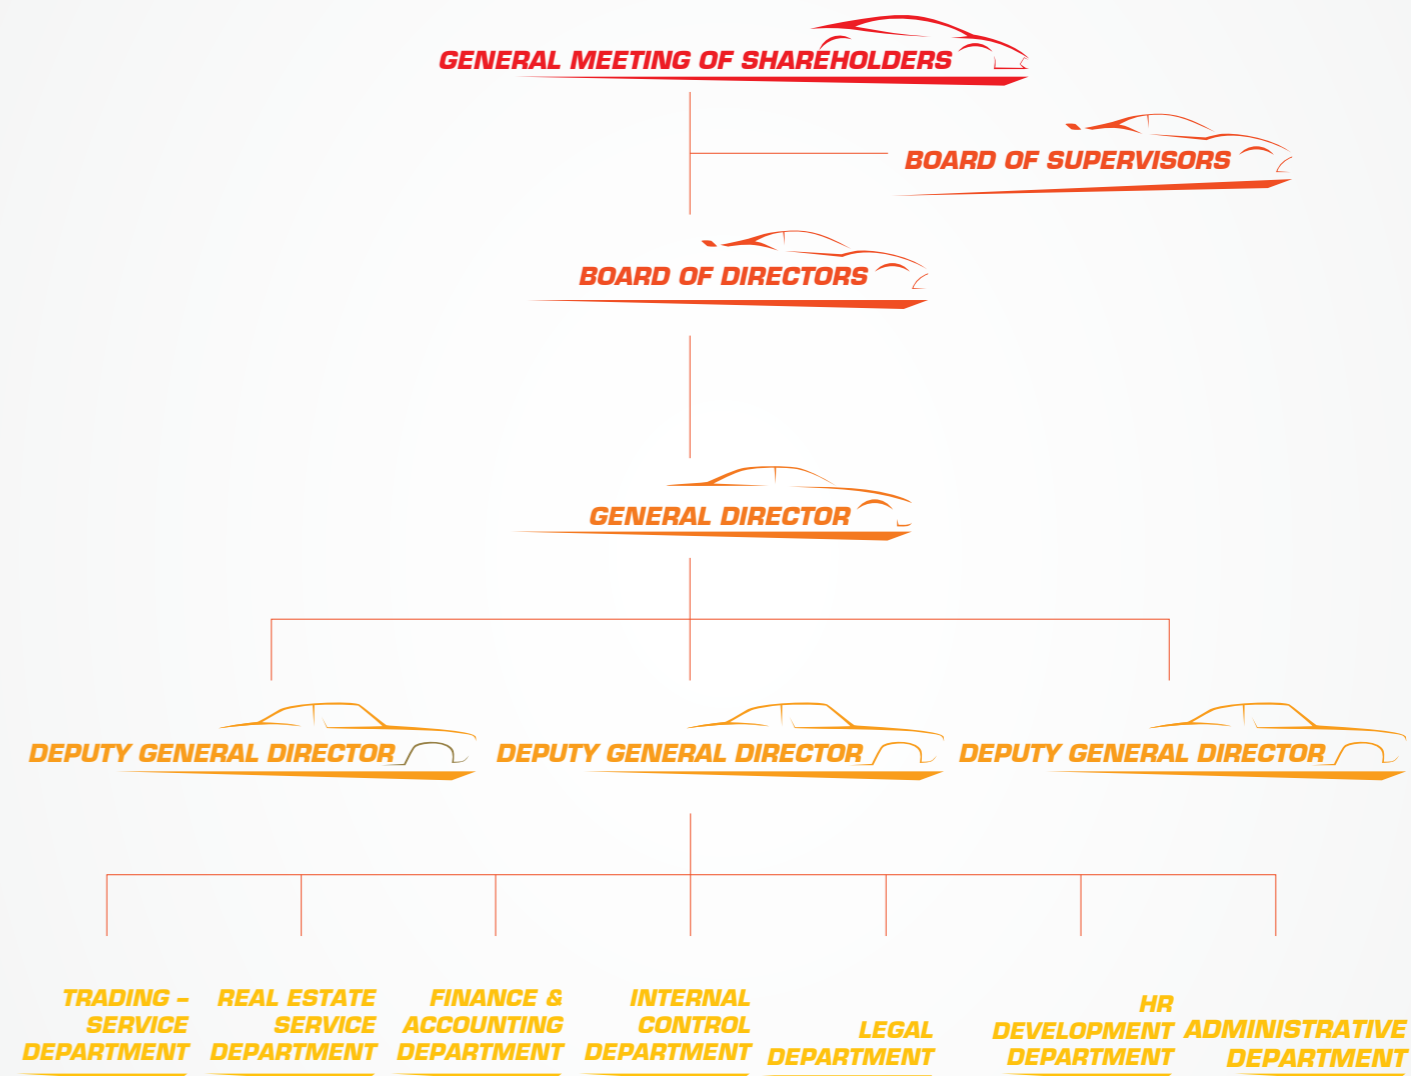 GENERAL MEETING OF SHAREHOLDERS
BOARD OF SUPERVISORS
BOARD OF DIRECTORS
GENERAL DIRECTOR
DEPUTY GENERAL DIRECTOR
DEPUTY GENERAL DIRECTOR
DEPUTY GENERAL DIRECTOR
TRADING –
SERVICE
DEPARTMENT
REAL ESTATE
SERVICE
DEPARTMENT
FINANCE &
ACCOUNTING
DEPARTMENT
INTERNAL
CONTROL
DEPARTMENT
LEGAL
DEPARTMENT
HR
DEVELOPMENT
DEPARTMENT
ADMINISTRATIVE
DEPARTMENT